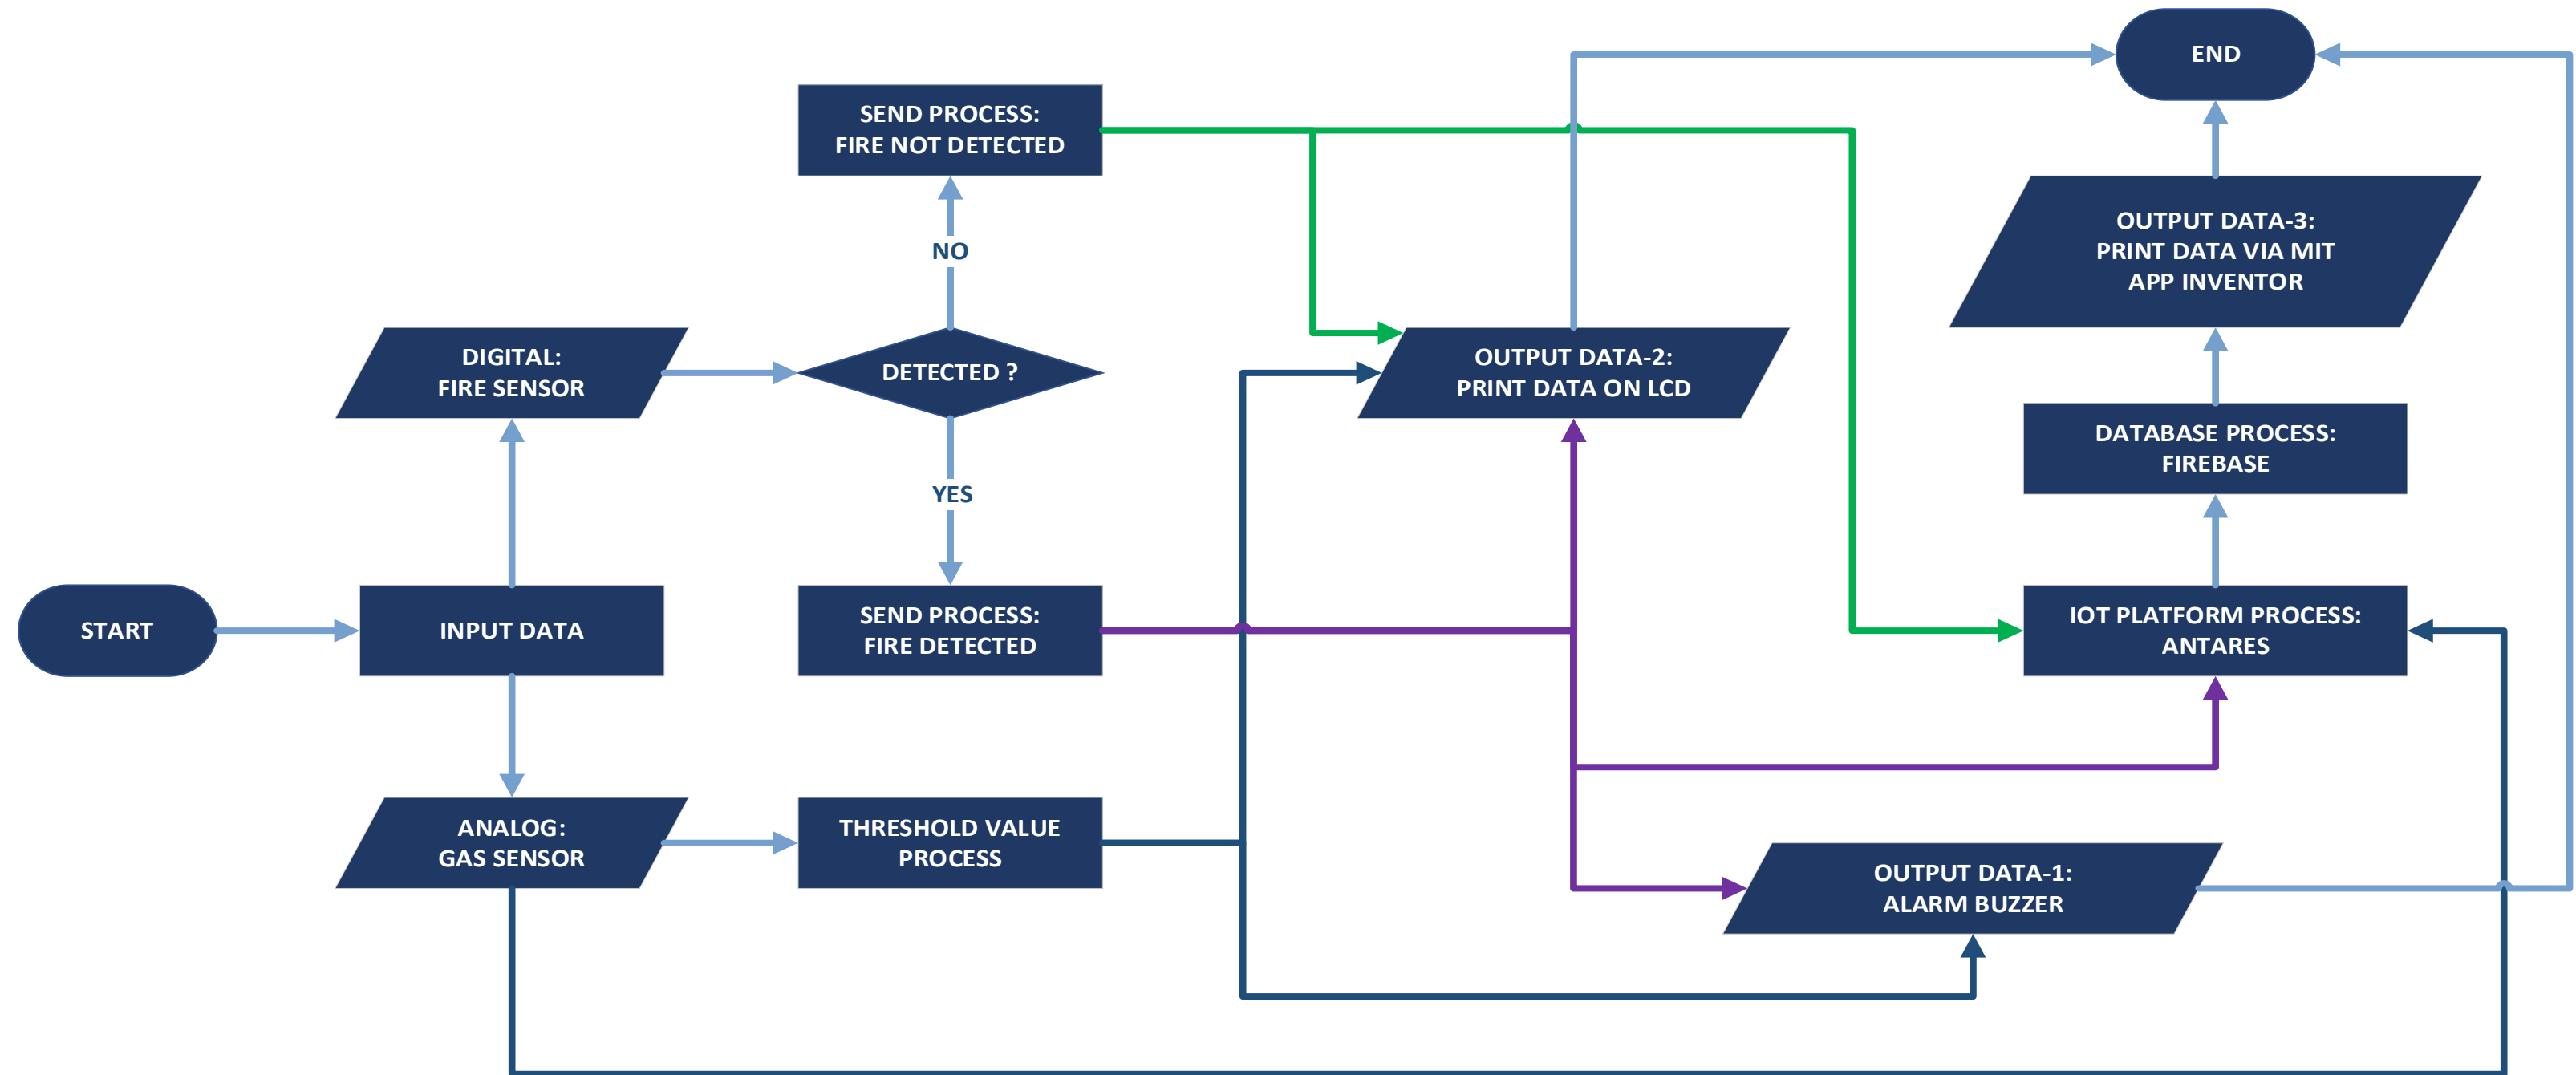 END
SEND PROCESS:
FIRE NOT DETECTED
OUTPUT DATA-3:
PRINT DATA VIA MIT
APP INVENTOR
NO
DIGITAL:
FIRE SENSOR
DETECTED ?
OUTPUT DATA-2:
PRINT DATA ON LCD
DATABASE PROCESS:
FIREBASE
YES
START
INPUT DATA
SEND PROCESS:
FIRE DETECTED
IOT PLATFORM PROCESS:
ANTARES
ANALOG:
GAS SENSOR
THRESHOLD VALUE
PROCESS
OUTPUT DATA-1:
ALARM BUZZER